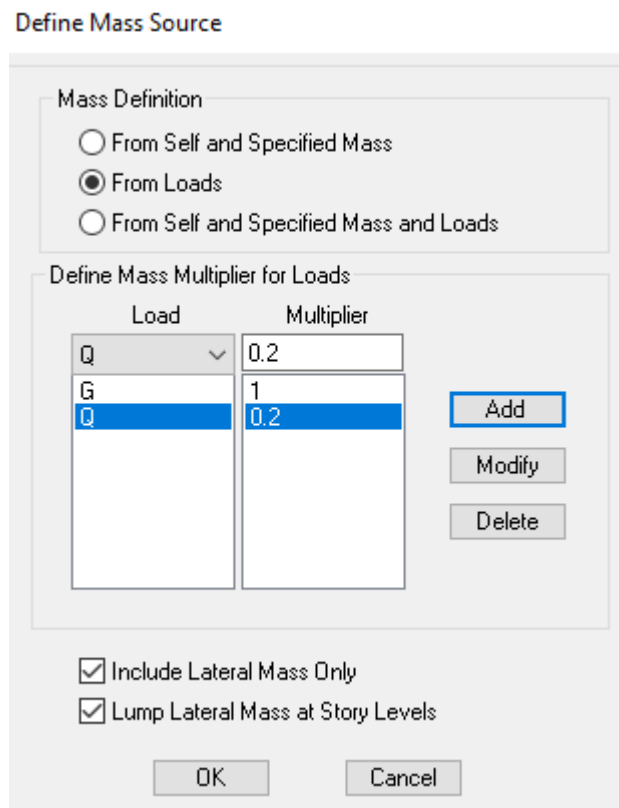 Define Mass Source
Mass Definition
From Self and Specified Mass
From Loads
From Self and Specified Mass and Loads
Define Mass Multiplier for Loads
Load Multiplier
Q 0.2
G 1
Q 0.2
Add
Modify
Delete
Include Lateral Mass Only
Lump Lateral Mass at Story Levels
OK Cancel